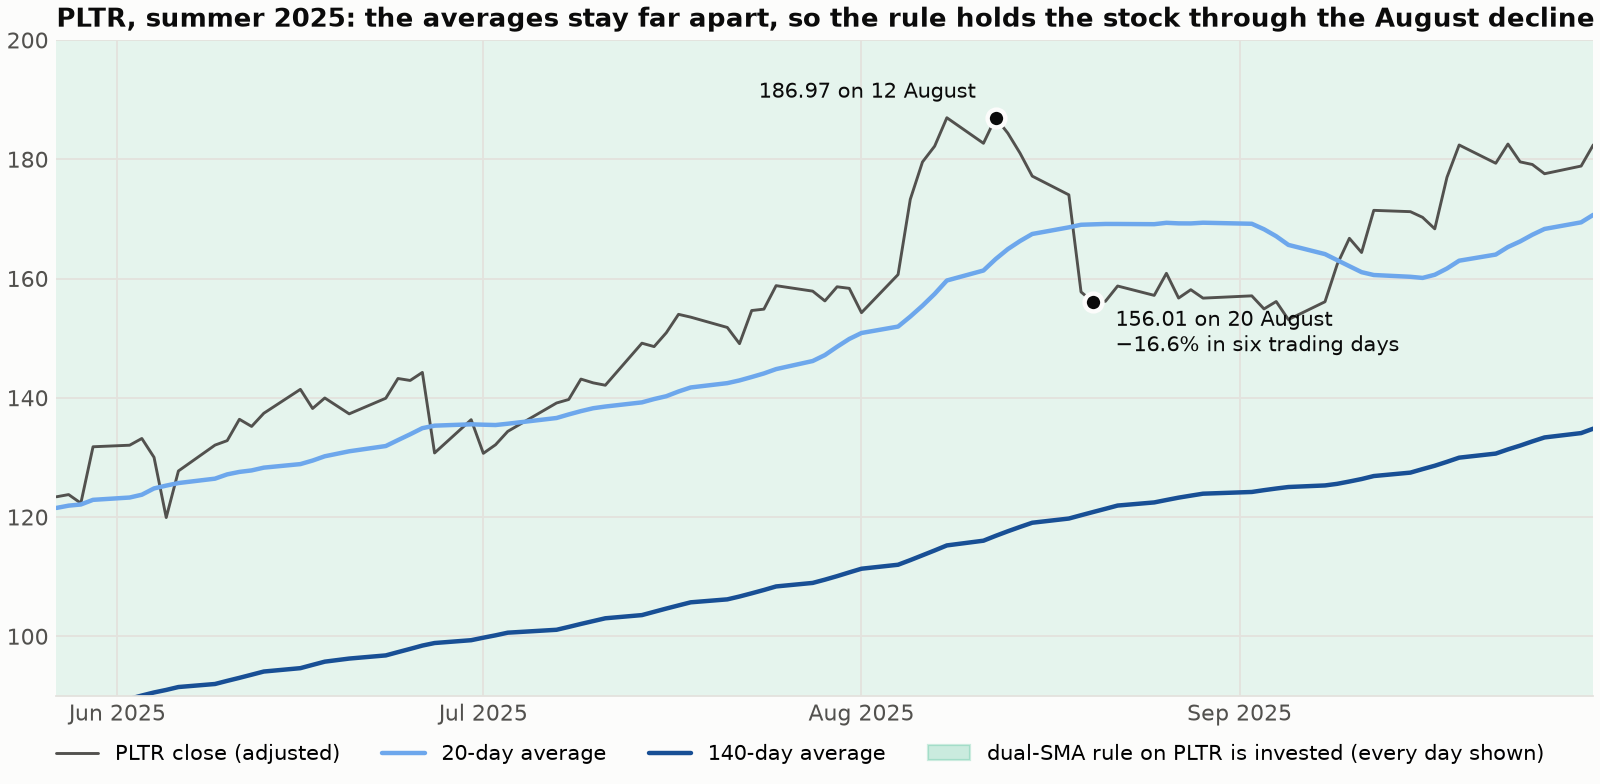 PLTR, summer 2025: the averages stay far apart, so the rule holds the stock through the August decline
200
180
160
140
120
100
186.97 on 12 August
156.01 on 20 August
−16.6% in six trading days
Jun 2025
Jul 2025
Aug 2025
Sep 2025
PLTR close (adjusted)
20-day average
140-day average
dual-SMA rule on PLTR is invested (every day shown)